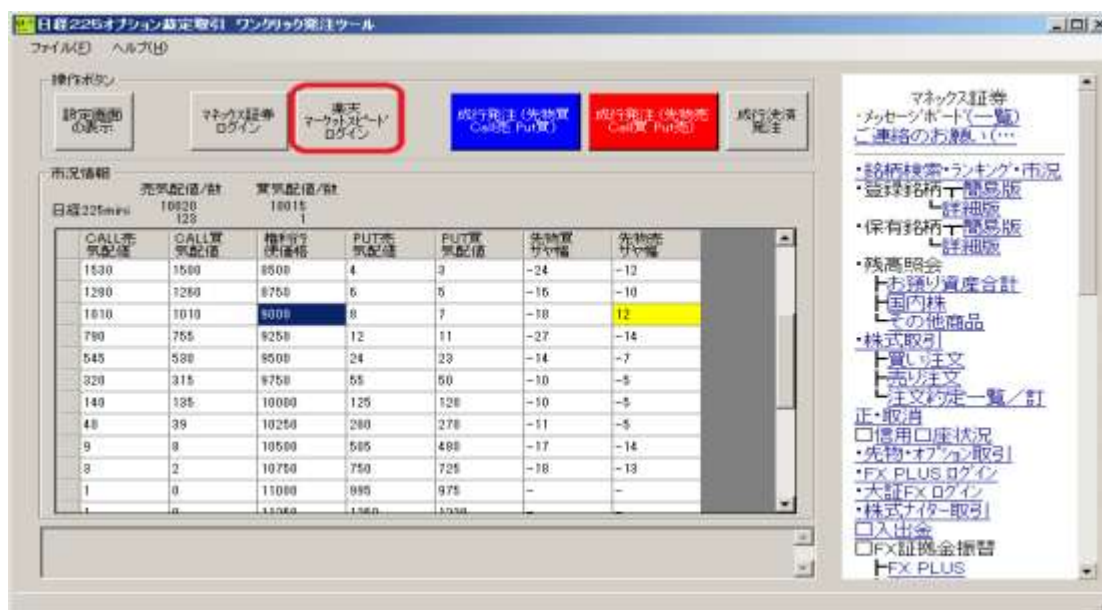 日経225オプション裁定取引 ワンクリック発注ツール
ファイル(F) ヘルプ(H)
操作ボタン
設定画面
の表示
マネックス証券
ログイン
楽天
マーケットスピード
ログイン
成行発注(先物買
Call売 Put買)
成行発注(先物売
Call買 Put売)
成行決済
発注
市況情報
売気配値/枚 買気配値/枚
日経225mini 10020 10015
123 1
CALL売気配値 CALL買気配値 権利行使価格 PUT売気配値 PUT買気配値 先物買サヤ幅 先物売サヤ幅
1530 1500 8500 4 3 -24 -12
1280 1260 8750 6 5 -16 -10
1010 1010 9000 8 7 -18 12
790 755 9250 12 11 -27 -14
545 530 9500 24 23 -14 -7
320 315 9750 55 50 -10 -5
140 135 10000 125 120 -10 -5
40 39 10250 280 270 -11 -5
9 8 10500 505 480 -17 -14
3 2 10750 750 725 -18 -13
1 0 11000 995 975 - -
マネックス証券
・メッセージボード(一覧)
ご連絡のお願い(…
・銘柄検索・ランキング・市況
・登録銘柄┬簡易版
┗詳細版
・保有銘柄┬簡易版
┗詳細版
・残高照会
┣お預り資産合計
┣国内株
┗その他商品
・株式取引
┣買い注文
┣売り注文
┗注文約定一覧/訂
正・取消
□信用口座状況
・先物・オプション取引
・FX PLUS ログイン
・大証FX ログイン
・株式ナイター取引
□入出金
□FX証拠金振替
┣FX PLUS